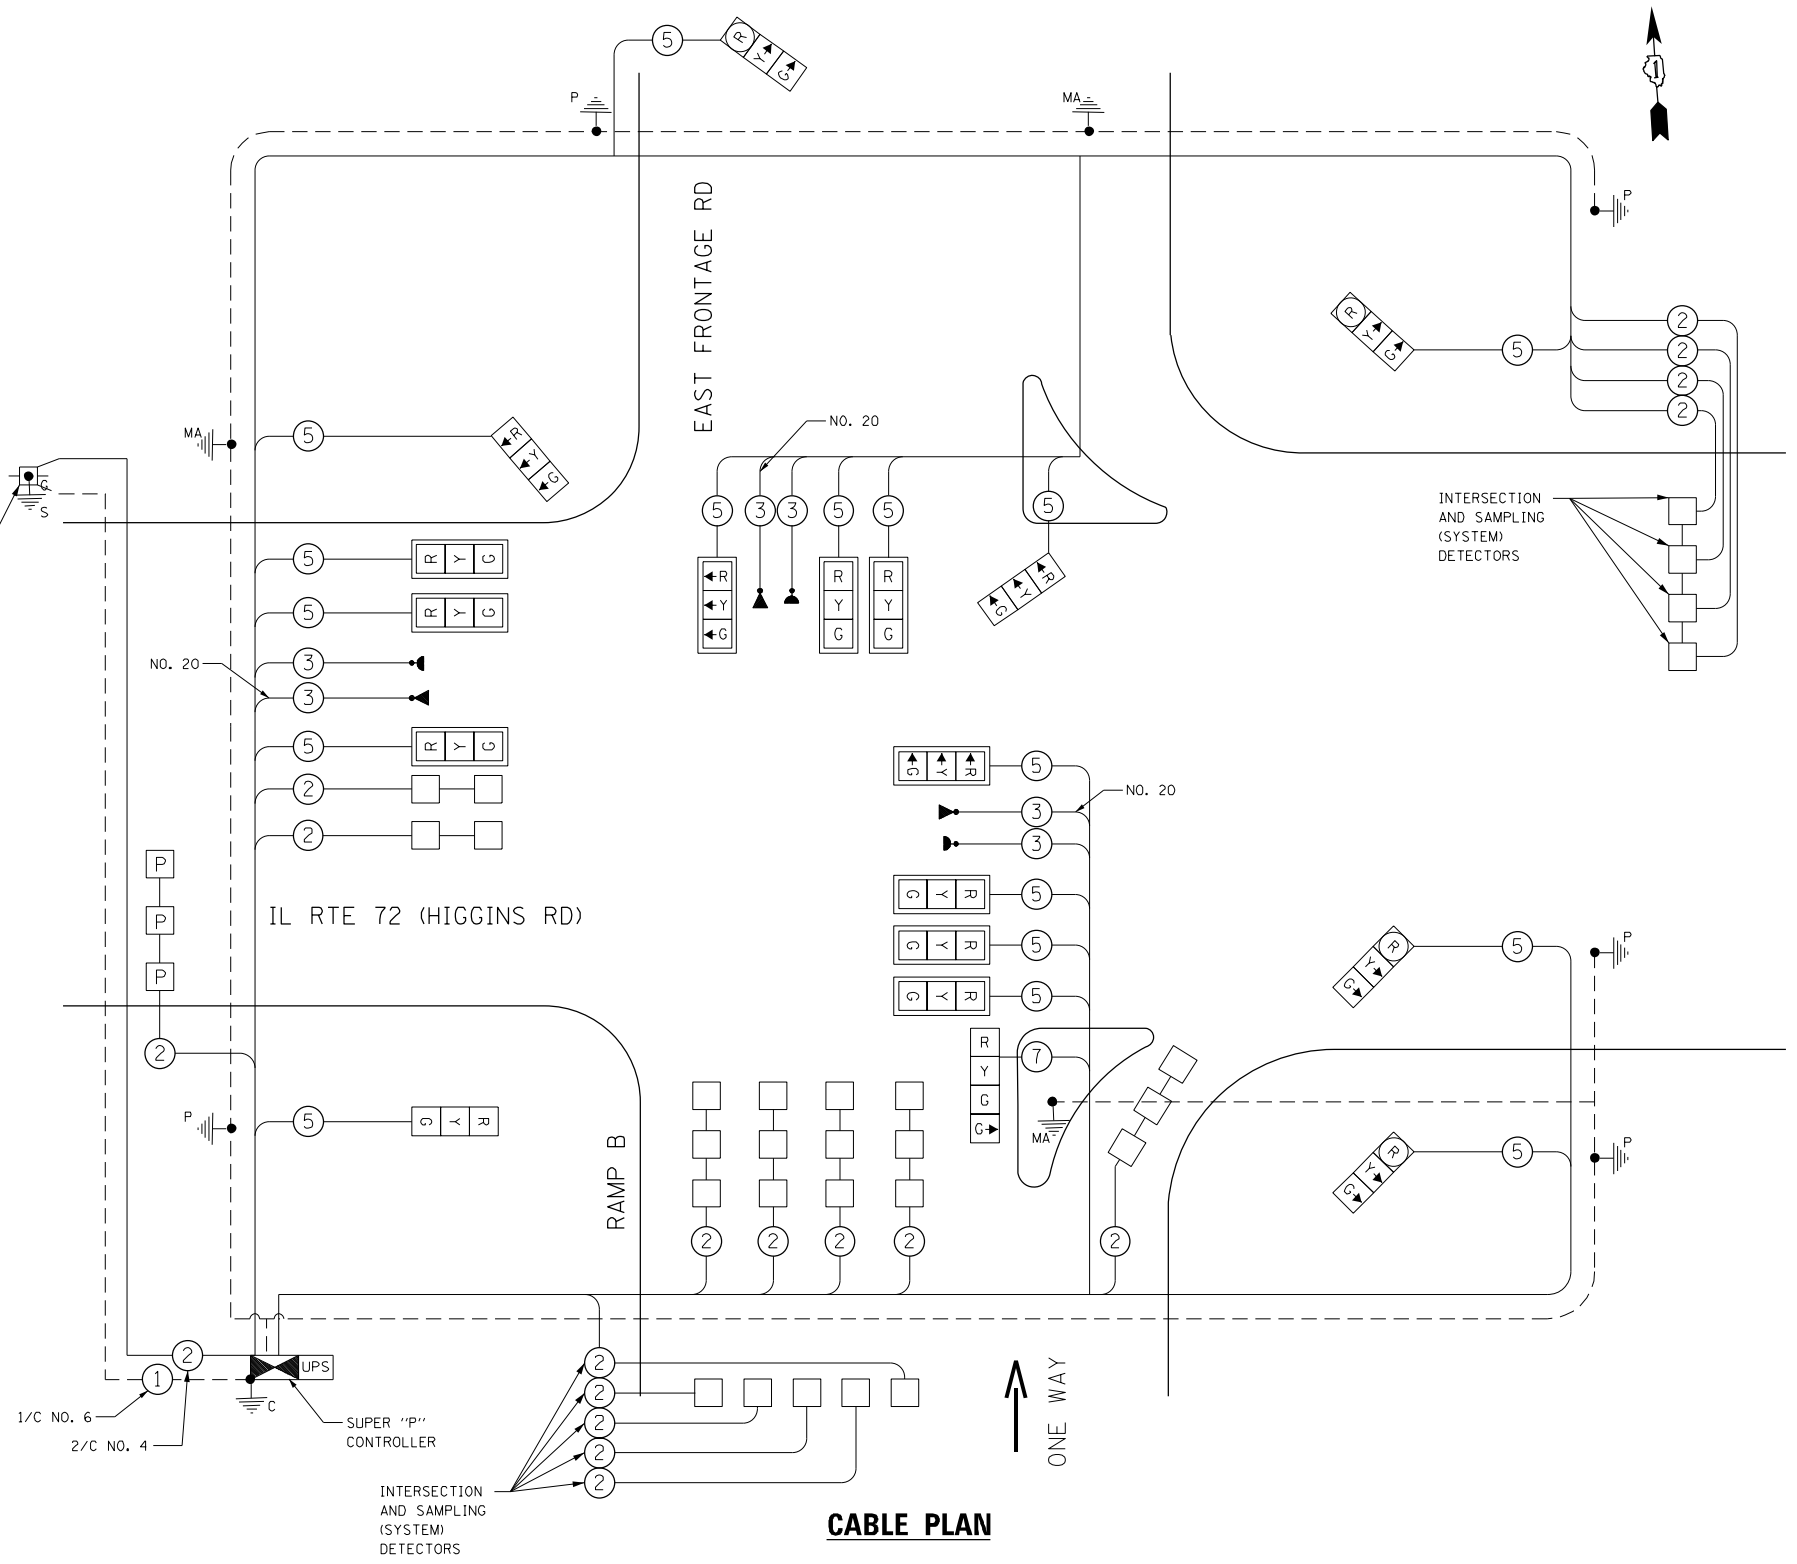 5
R Y G
P
MA
1
P
EAST FRONTAGE RD
R Y G
5
2
2
2
2
MA
5
R Y G
NO. 20
G
S
5
3
3
5
5
5
INTERSECTION
AND SAMPLING
(SYSTEM)
DETECTORS
5
R Y G
R
Y
G
R
Y
G
R
Y
G
G Y R
5
R Y G
NO. 20
3
3
5
R Y G
G Y R
5
2
3
NO. 20
2
3
P
P
P
IL RTE 72 (HIGGINS RD)
G Y R
5
G Y R
5
G Y R
5
G Y R
5
P
2
R
Y
G
G
7
MA
P
5
G Y R
RAMP B
G Y R
5
P
2
2
2
2
2
2
UPS
1
C
2
2
2
2
2
1/C NO. 6
2/C NO. 4
SUPER "P"
CONTROLLER
ONE WAY
INTERSECTION
AND SAMPLING
(SYSTEM)
DETECTORS
CABLE PLAN